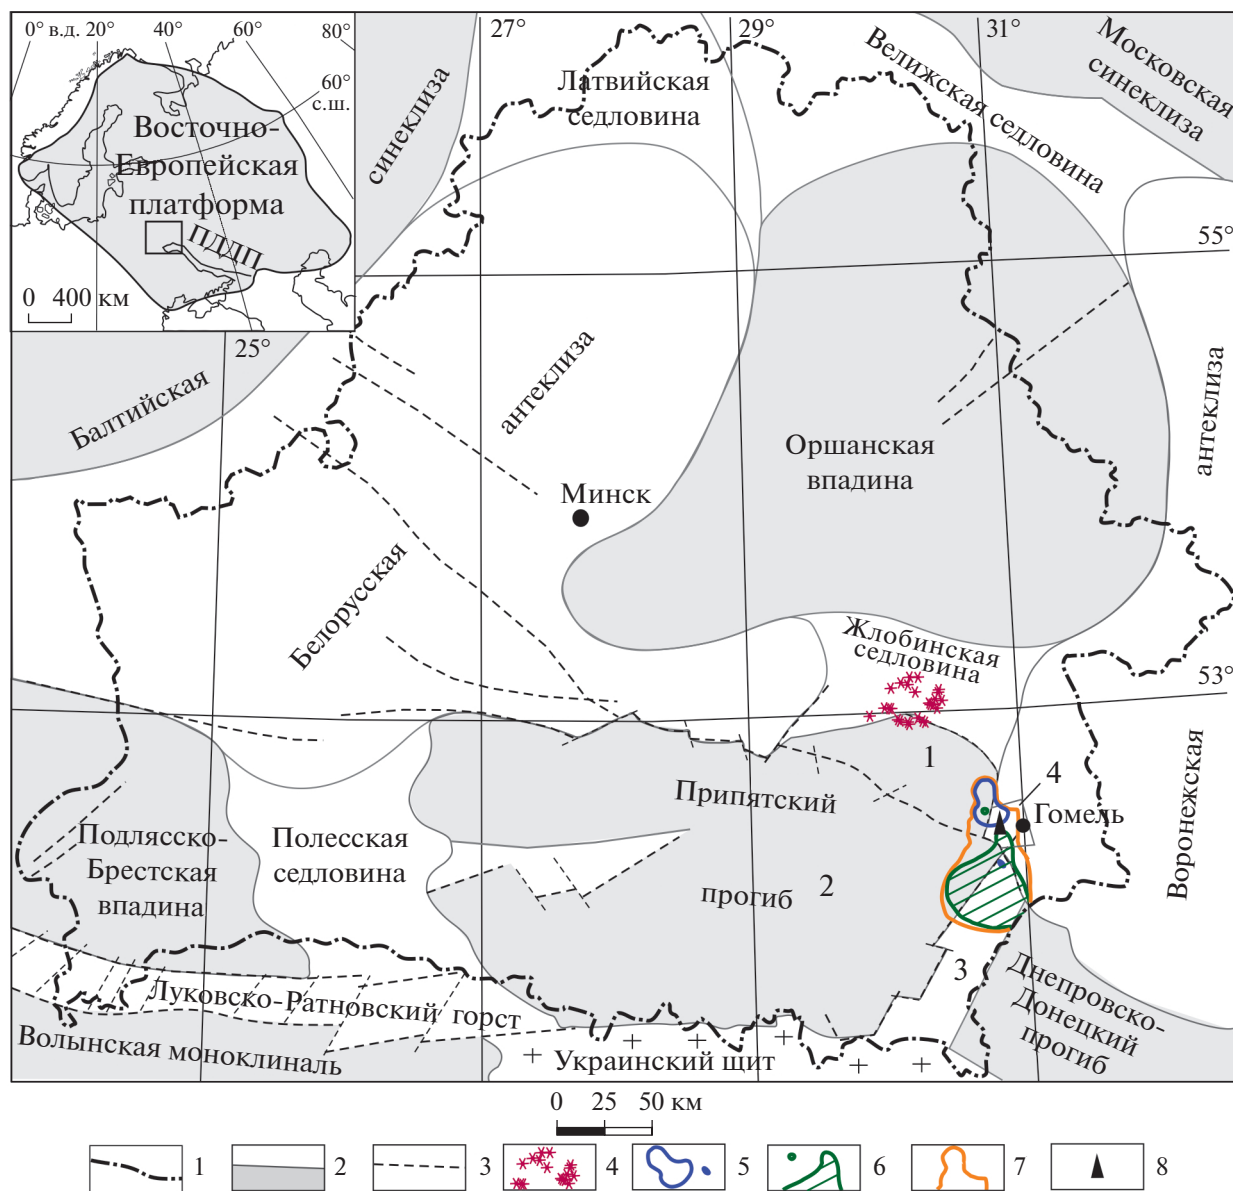 0° в.д. 20° 40° 60° 80°
60°
с.ш.
Восточно-
Европейская
платформа
ПДДП
0 400 км
27° 29° 31°
Латвийская
седловина
Велижская седловина
Московская
синеклиза
синеклиза
55°
25°
Балтийская
антеклиза
Оршанская
впадина
антеклиза
Минск
Белорусская
Жлобинская
седловина
53°
1
4
Припятский
Гомель
Воронежская
Подлясско-
Брестская
впадина
Полесская
седловина
прогиб
2
3
Днепровско-
Донецкий
прогиб
Луковско-Ратновский горст
Волынская моноклиналь
Украинский щит
0 25 50 км
1 2 3 4 5 6 7 8